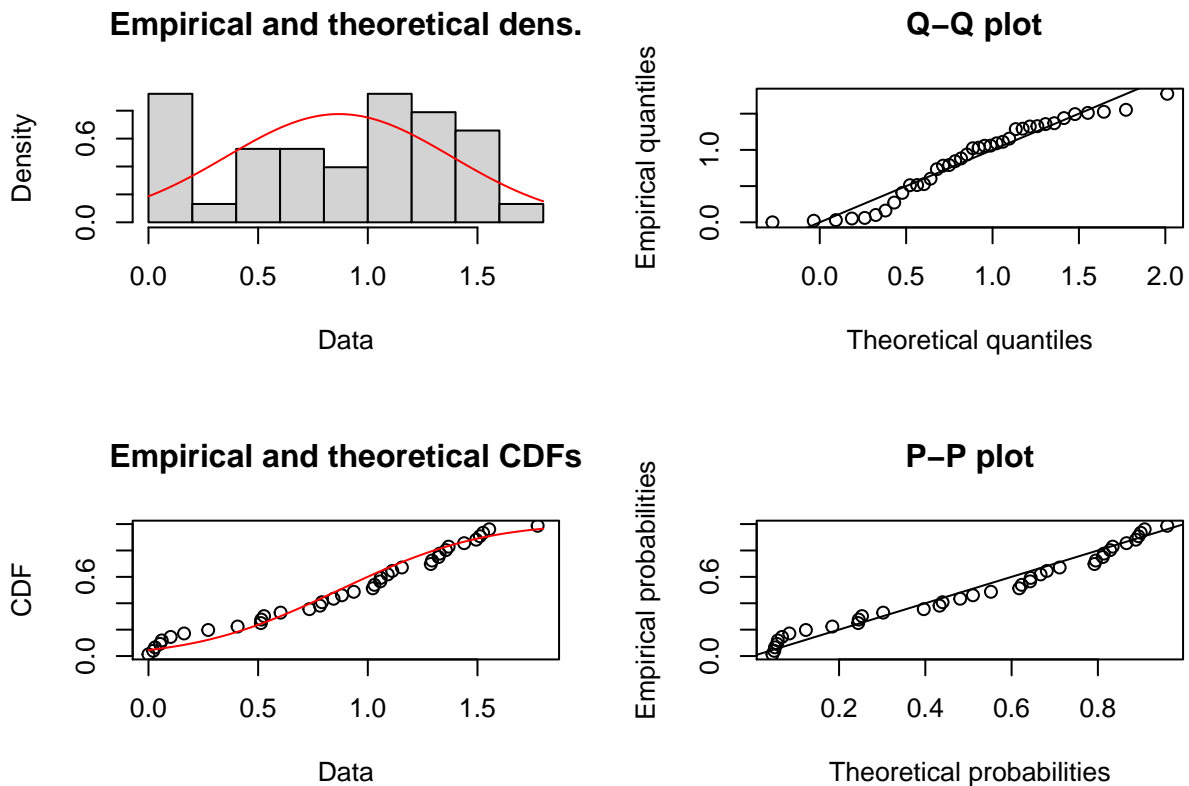 Empirical and theoretical dens.
Density
0.0 0.6
0.0 0.5 1.0 1.5
Data
Q−Q plot
Empirical quantiles
0.0 1.0
0.0 0.5 1.0 1.5 2.0
Theoretical quantiles
Empirical and theoretical CDFs
CDF
0.0 0.6
0.0 0.5 1.0 1.5
Data
P−P plot
Empirical probabilities
0.0 0.6
0.2 0.4 0.6 0.8
Theoretical probabilities